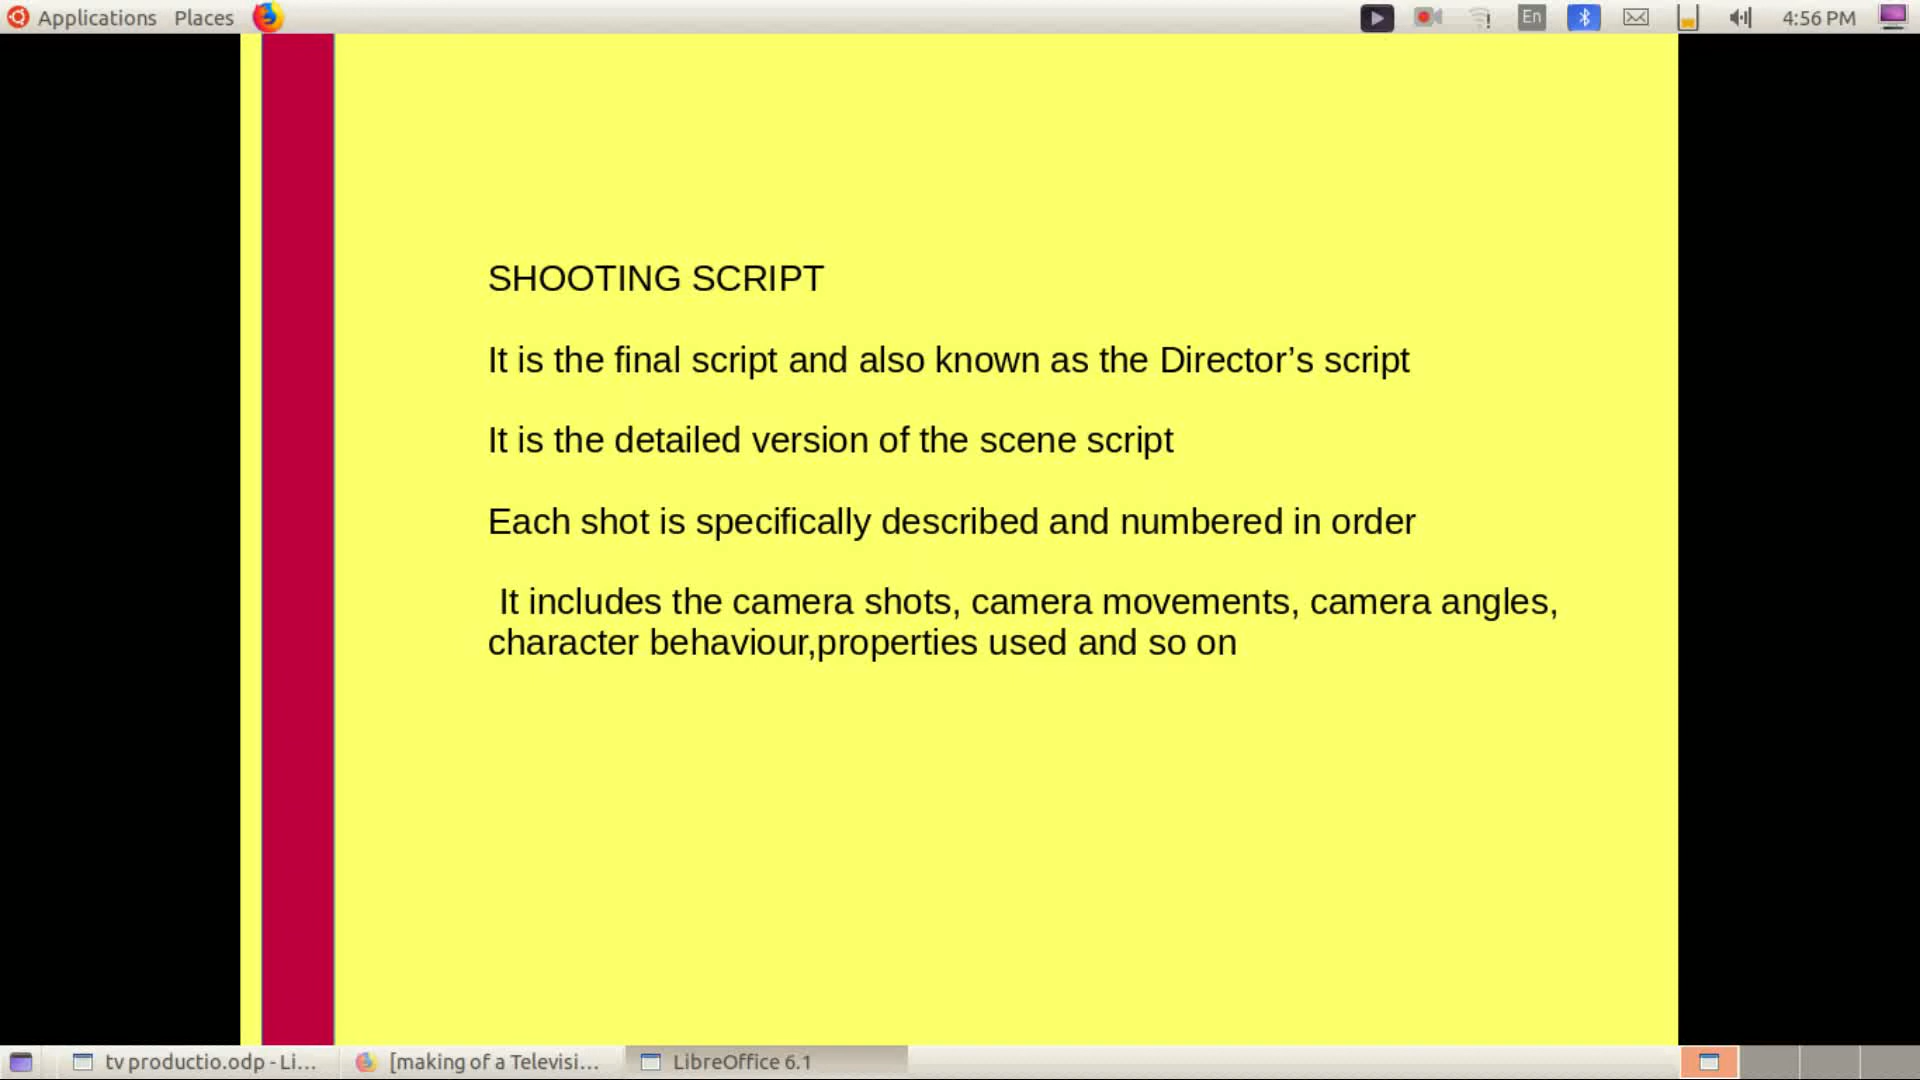 Applications Places
En
4:56 PM
SHOOTING SCRIPT
It is the final script and also known as the Director’s script
It is the detailed version of the scene script
Each shot is specifically described and numbered in order
It includes the camera shots, camera movements, camera angles,
character behaviour,properties used and so on
tv productio.odp - Li...
[making of a Televisi...
LibreOffice 6.1